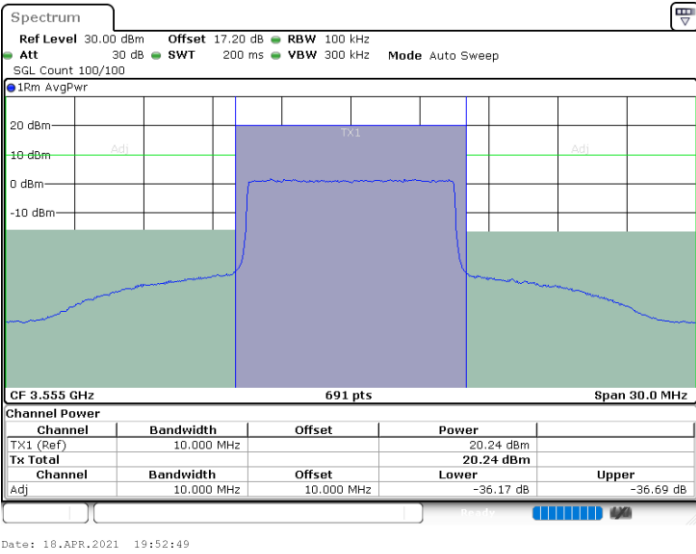 Spectrum
Ref Level 30.00 dBm Offset 17.20 dB RBW 100 kHz
Att 30 dB SWT 200 ms VBW 300 kHz Mode Auto Sweep
SGL Count 100/100
1Rm AvgPwr
20 dBm
TX1
Adj Adj
10 dBm
0 dBm
-10 dBm
CF 3.555 GHz 691 pts Span 30.0 MHz
Channel Power
Channel Bandwidth Offset Power
TX1 (Ref) 10.000 MHz 20.24 dBm
Tx Total 20.24 dBm
Channel Bandwidth Offset Lower Upper
Adj 10.000 MHz 10.000 MHz -36.17 dB -36.69 dB
Ready
Date: 18.APR.2021 19:52:49